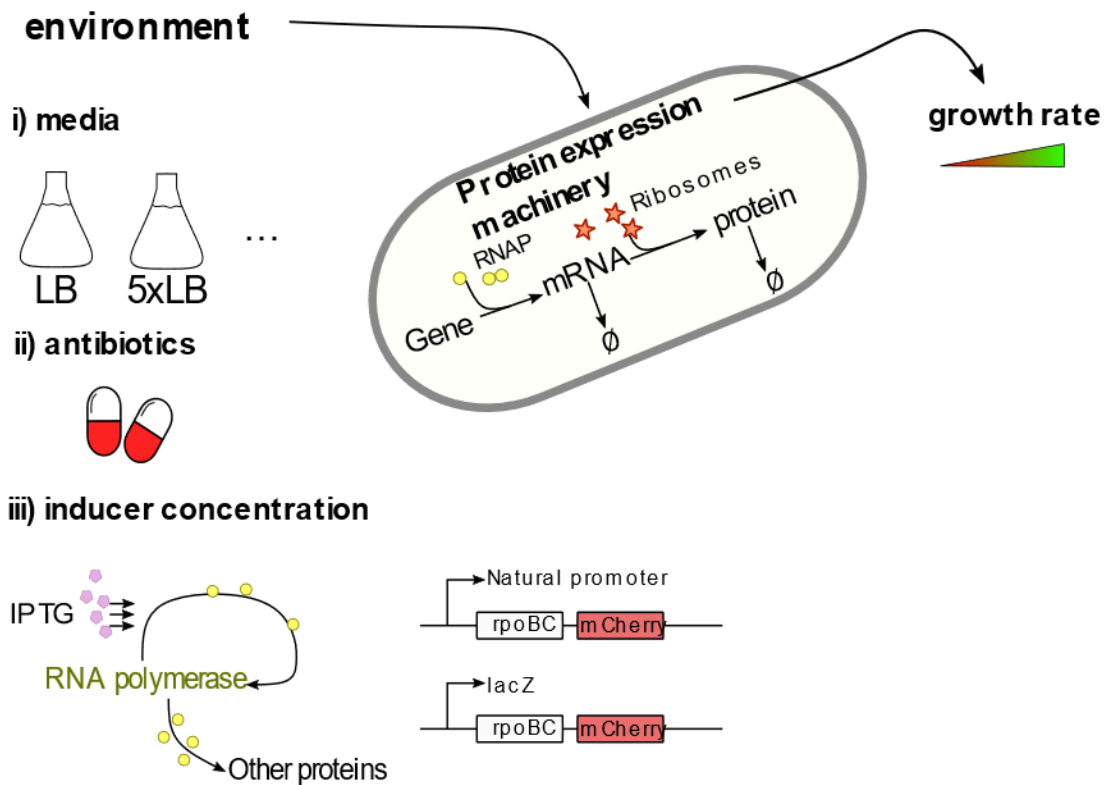 environment
i) media
LB
5xLB
...
ii) antibiotics
Protein expression
machinery
RNAP
Ribosomes
Gene
mRNA
protein
Ø
Ø
growth rate
iii) inducer concentration
IPTG
RNA polymerase
Other proteins
Natural promoter
rpoBC
mCherry
lacZ
rpoBC
mCherry